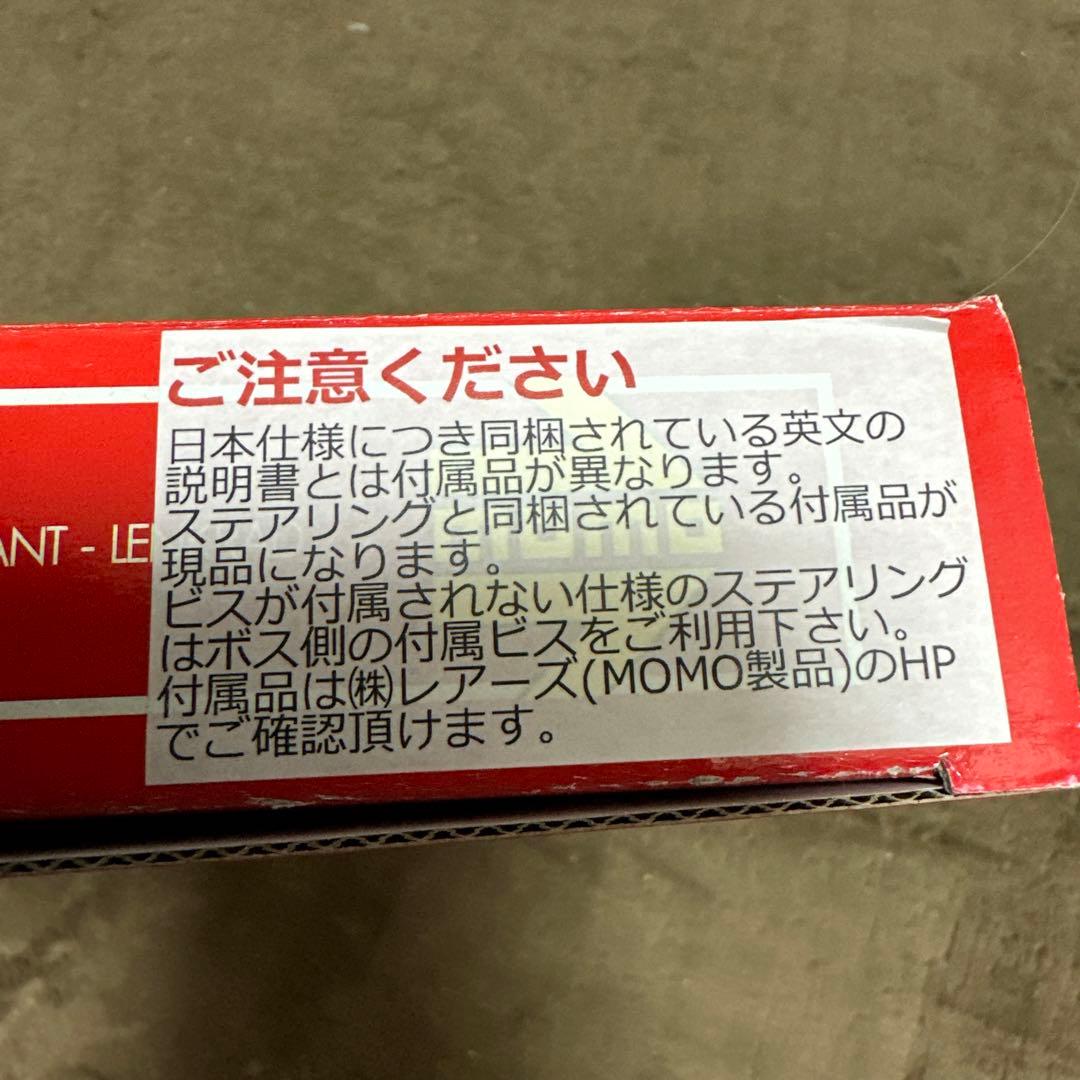 ご注意ください
日本仕様につき同梱されている英文の
説明書とは付属品が異なります。
ステアリングと同梱されている付属品が
現品になります。
ビスが付属されない仕様のステアリング
はボス側の付属ビスをご利用下さい。
付属品は㈱レアーズ(MOMO製品)のHP
でご確認頂けます。
ANT - LE
momo